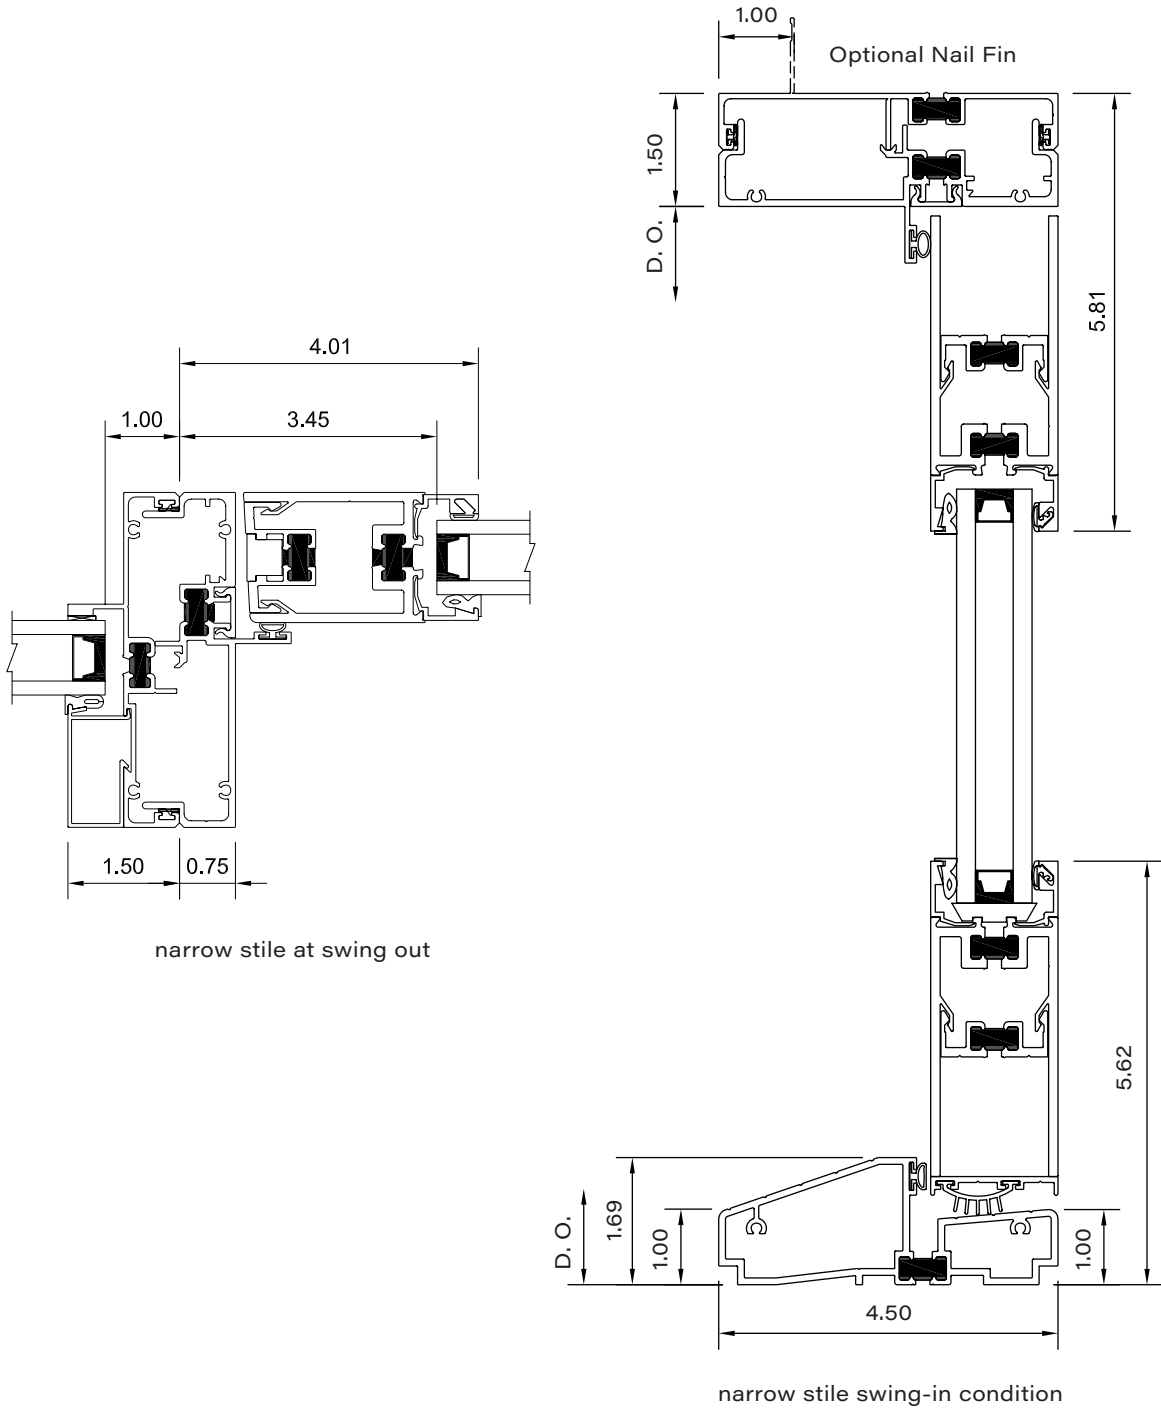 1.00
Optional Nail Fin
1.50
D. O.
5.81
4.01
1.00
3.45
1.50
0.75
narrow stile at swing out
5.62
D. O.
1.69
1.00
1.00
4.50
narrow stile swing-in condition